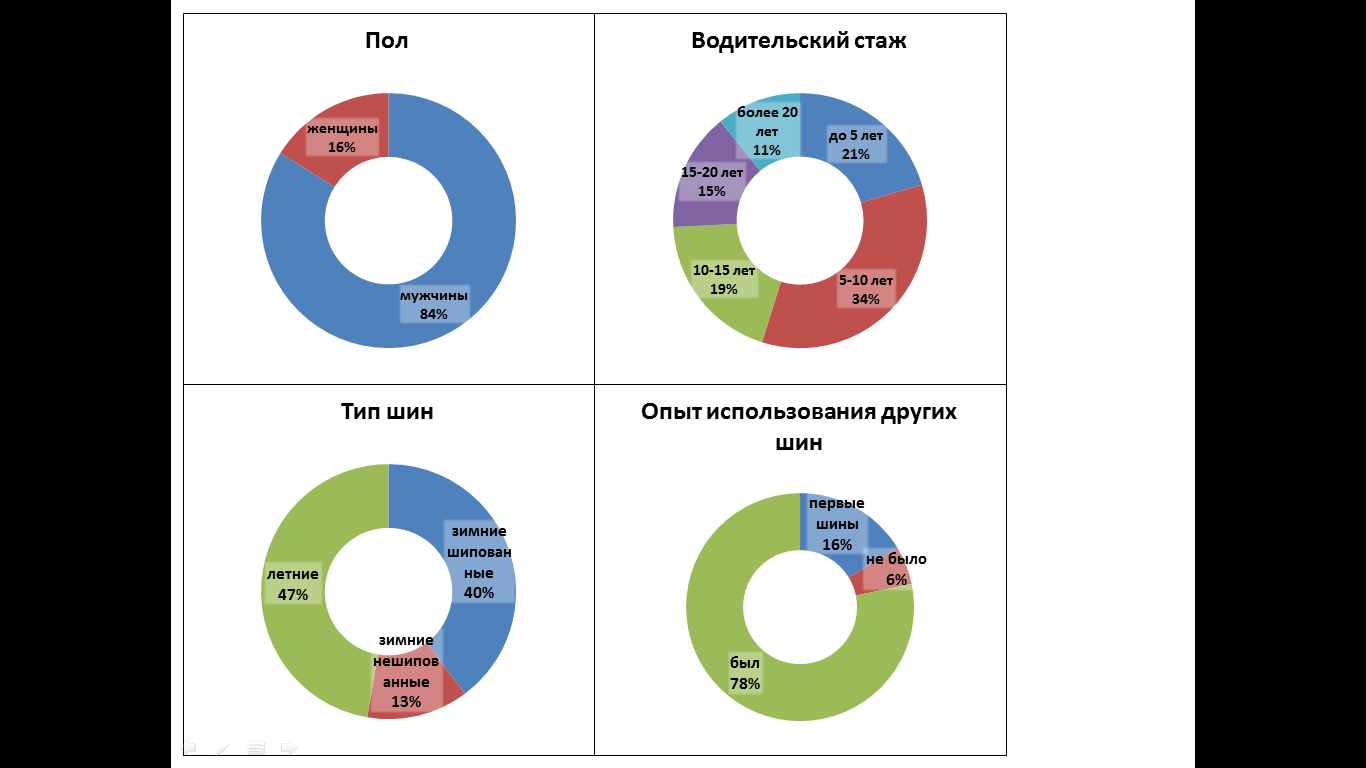 Пол
женщины
16%
мужчины
84%
Водительский стаж
более 20
лет
11%
до 5 лет
21%
15-20 лет
15%
10-15 лет
19%
5-10 лет
34%
Тип шин
зимние
шипован
ные
40%
летние
47%
зимние
нешипов
анные
13%
Опыт использования других
шин
первые
шины
16%
не было
6%
был
78%